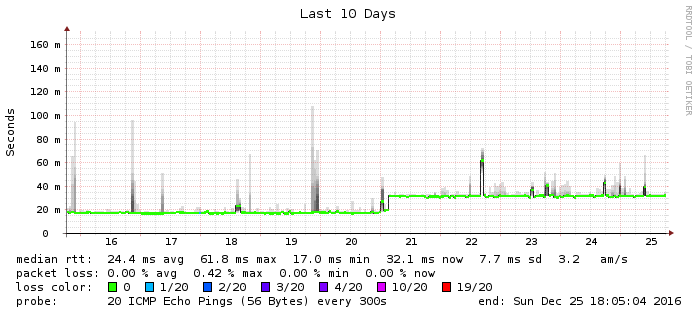 Last 10 Days
RRDTOOL / TOBI OETIKER
Seconds
160 m
140 m
120 m
100 m
80 m
60 m
40 m
20 m
0
16 17 18 19 20 21 22 23 24 25
median rtt: 24.4 ms avg 61.8 ms max 17.0 ms min 32.1 ms now 7.7 ms sd 3.2 am/s
packet loss: 0.00 % avg 0.42 % max 0.00 % min 0.00 % now
loss color: 0 1/20 2/20 3/20 4/20 10/20 19/20
probe: 20 ICMP Echo Pings (56 Bytes) every 300s end: Sun Dec 25 18:05:04 2016